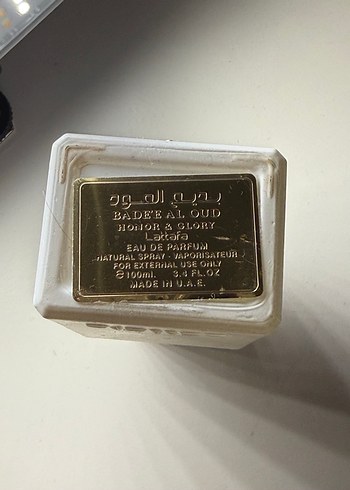 بديع العود
BADE'E AL OUD
HONOR & GLORY
Lattafa
EAU DE PARFUM
NATURAL SPRAY - VAPORISATEUR
FOR EXTERNAL USE ONLY
℮100ml. 3.4 FL.OZ
MADE IN U.A.E.